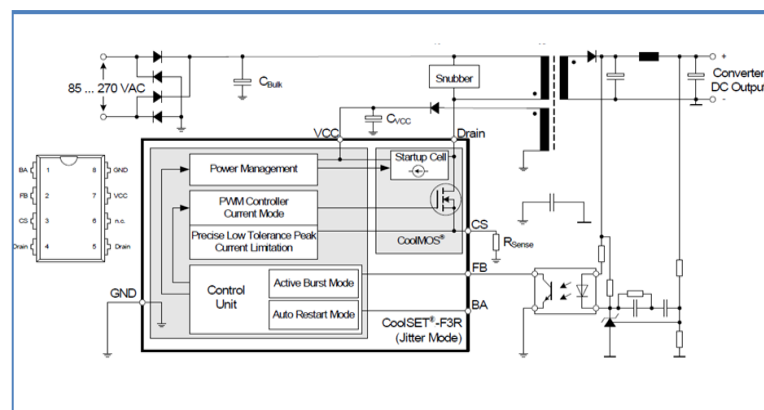 85 ... 270 VAC
CBulk
Snubber
+
Converter
DC Output
-
CVCC
VCC
Drain
Power Management
Startup Cell
PWM Controller
Current Mode
Precise Low Tolerance Peak
Current Limitation
CoolMOS®
CS
RSense
FB
Control
Unit
Active Burst Mode
Auto Restart Mode
BA
GND
CoolSET®-F3R
(Jitter Mode)
BA 1 8 GND
FB 2 7 VCC
CS 3 6 n.c.
Drain 4 5 Drain